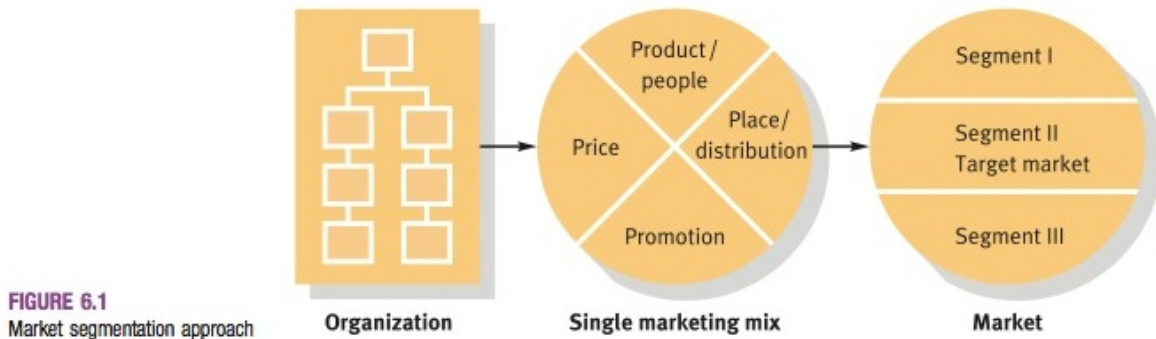 Product /
people
Price
Place/
distribution
Promotion
Segment I
Segment II
Target market
Segment III
FIGURE 6.1
Market segmentation approach
Organization
Single marketing mix
Market